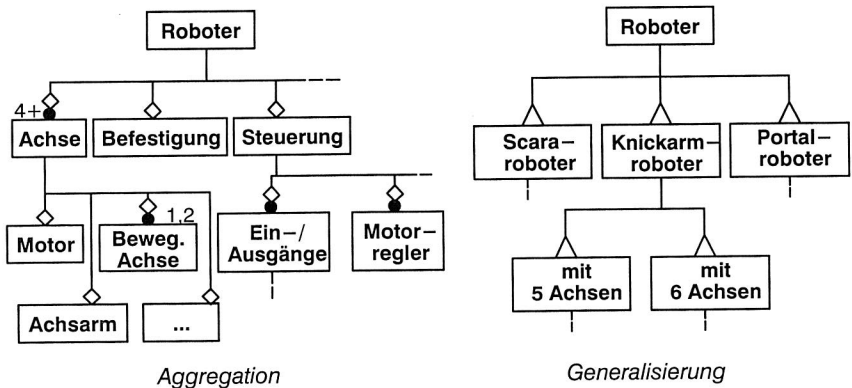 Roboter
4+
Achse
Befestigung
Steuerung
Motor
1,2
Beweg.
Achse
Ein–/
Ausgänge
Motor–
regler
Achsarm
...
Aggregation
Roboter
Scara–
roboter
Knickarm–
roboter
Portal–
roboter
mit
5 Achsen
mit
6 Achsen
Generalisierung